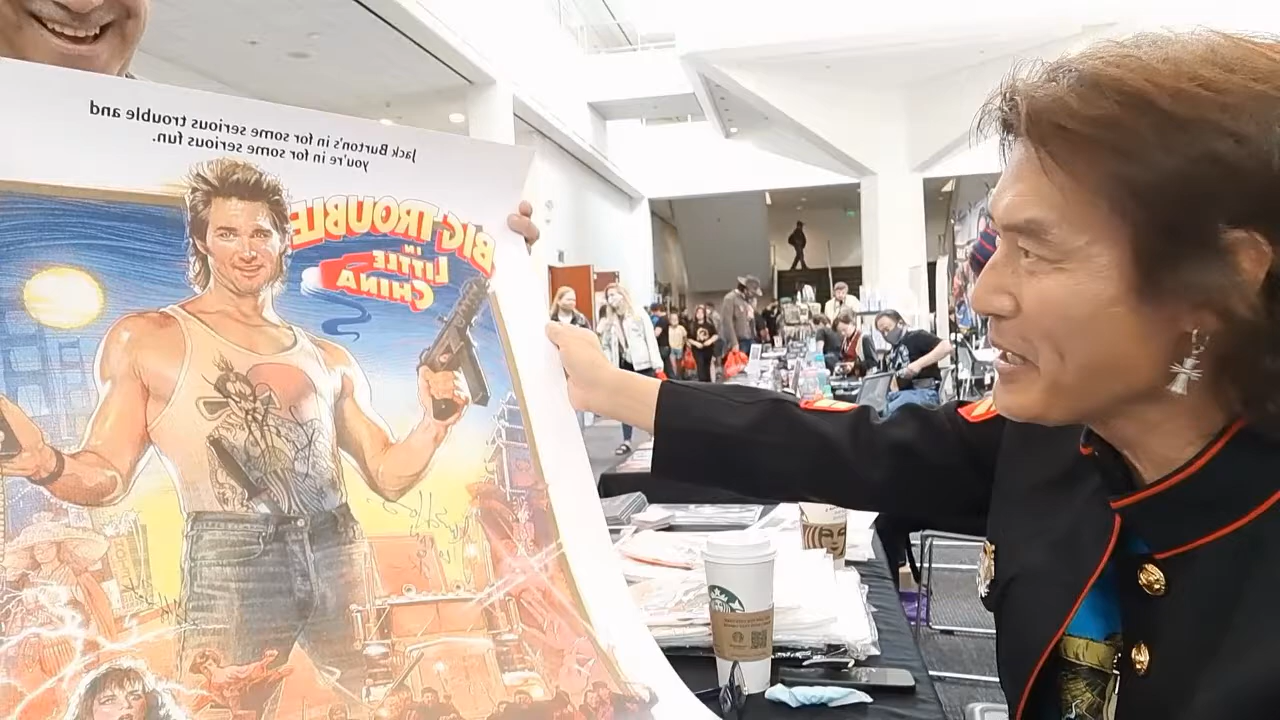 Jack Burton's in for some serious trouble and
you're in for some serious fun.
BIG TROUBLE
IN
LITTLE
CHINA